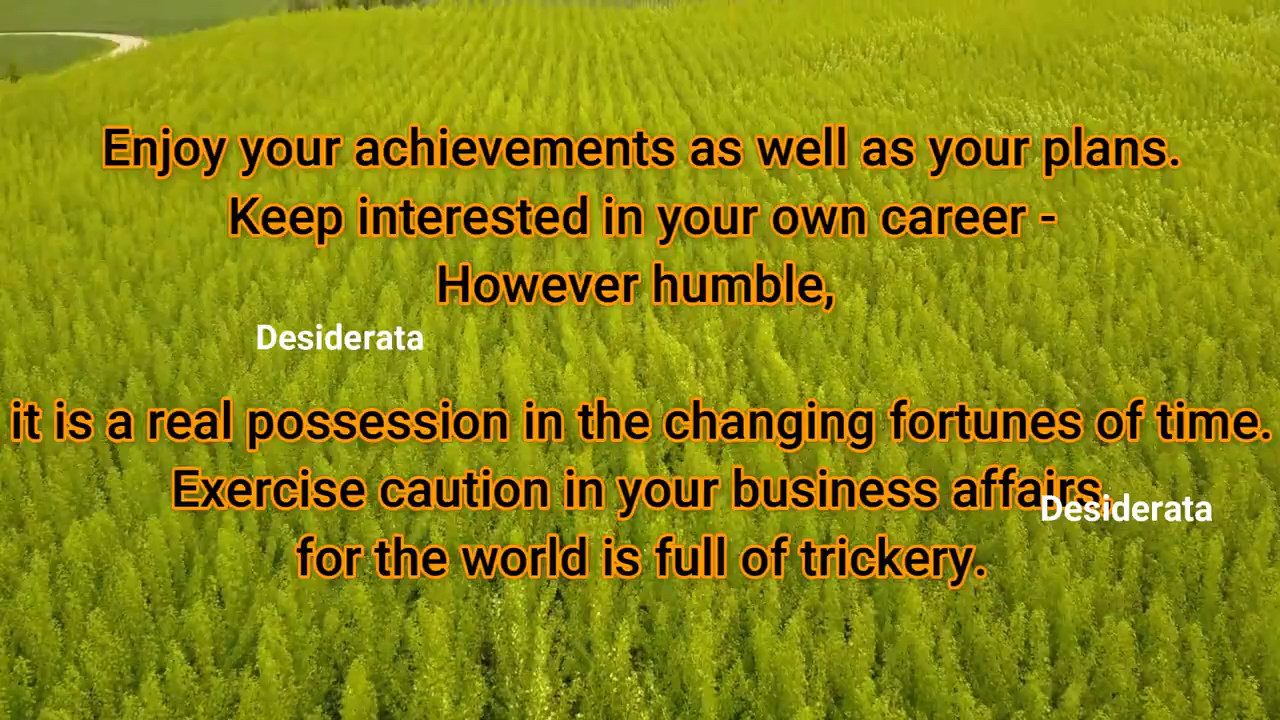 Enjoy your achievements as well as your plans.
Keep interested in your own career -
However humble,
Desiderata
it is a real possession in the changing fortunes of time.
Exercise caution in your business affairs,
Desiderata
for the world is full of trickery.